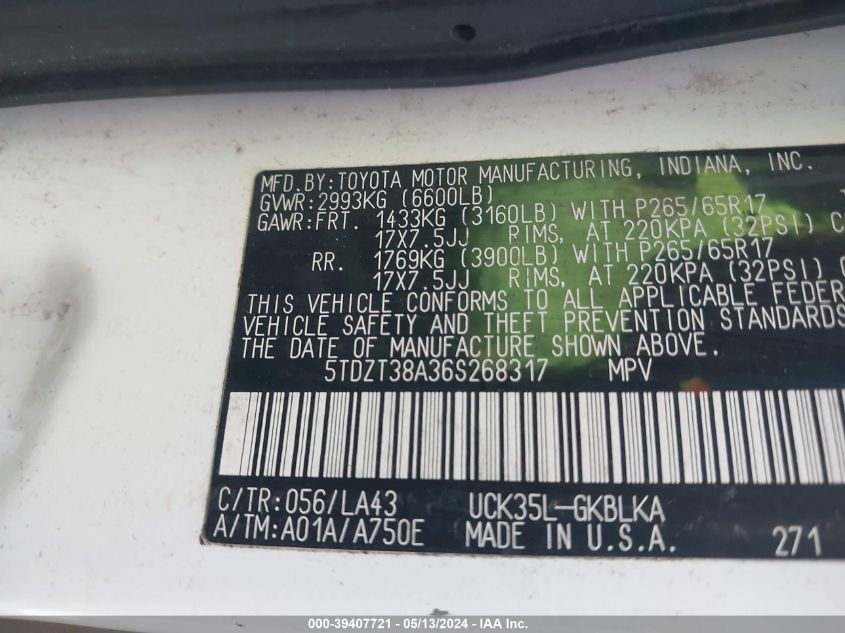 MFD. BY: TOYOTA MOTOR MANUFACTURING, INDIANA, INC.
GVWR: 2993KG (6600LB)
GAWR: FRT. 1433KG (3160LB) WITH P265/65R17
17X7.5JJ RIMS, AT 220KPA (32PSI) C
RR. 1769KG (3900LB) WITH P265/65R17
17X7.5JJ RIMS, AT 220KPA (32PSI)
THIS VEHICLE CONFORMS TO ALL APPLICABLE FEDER
VEHICLE SAFETY AND THEFT PREVENTION STANDARDS
THE DATE OF MANUFACTURE SHOWN ABOVE.
5TDZT38A36S268317 MPV
C/TR: 056/LA43 UCK35L-GKBLKA
A/TM: A01A/A750E MADE IN U.S.A. 271
000-39407721 - 05/13/2024 - IAA Inc.